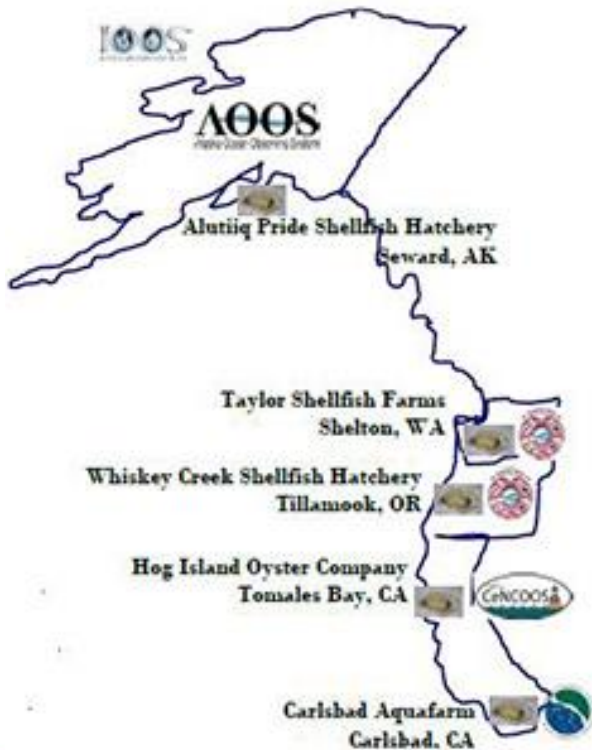 IOOS
AOOS
Alaska Ocean Observing System
Alutiiq Pride Shellfish Hatchery
Seward, AK
Taylor Shellfish Farms
Shelton, WA
Whiskey Creek Shellfish Hatchery
Tillamook, OR
Hog Island Oyster Company
Tomales Bay, CA
CeNCOOS
Carlsbad Aquafarm
Carlsbad, CA